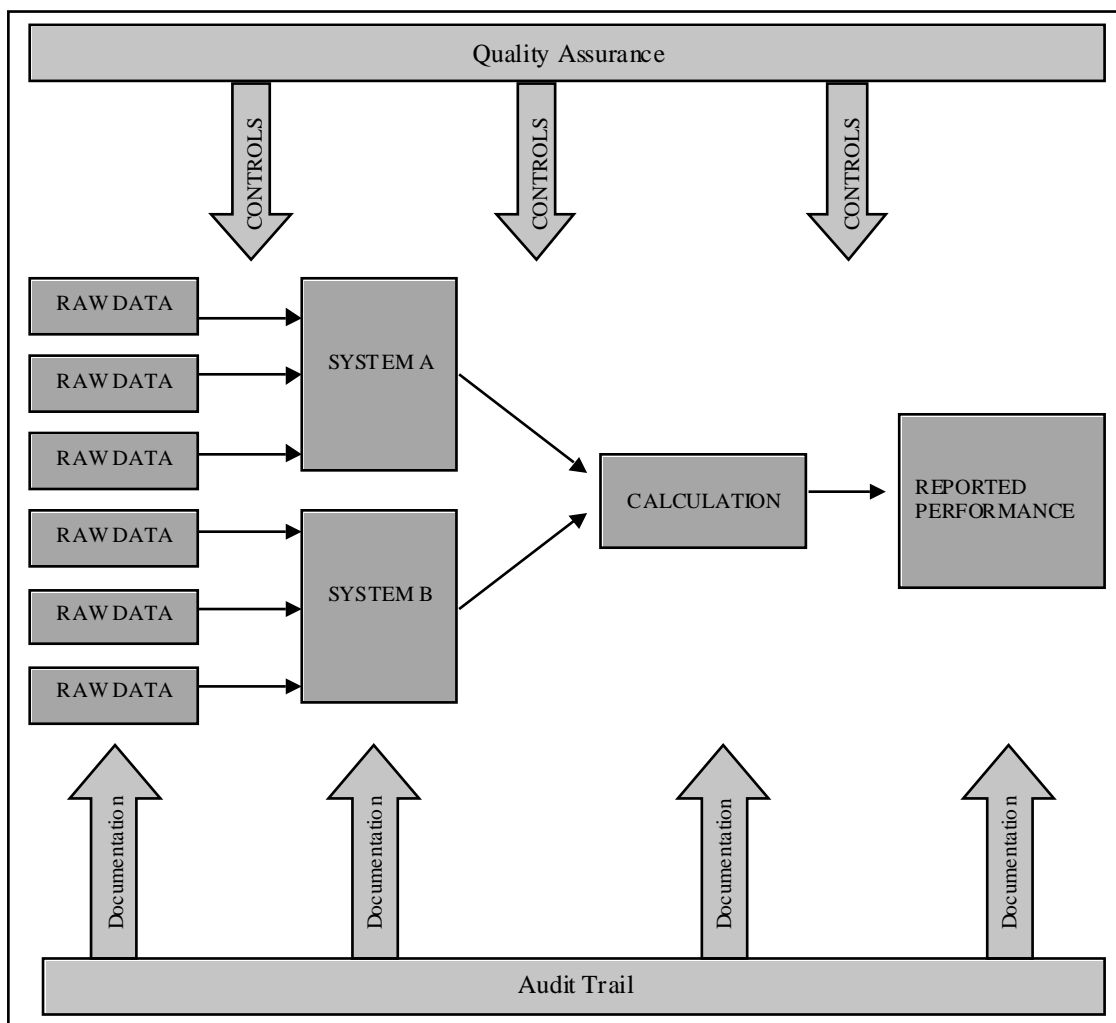 Quality Assurance
CONTROLS
CONTROLS
CONTROLS
RAW DATA
RAW DATA
RAW DATA
RAW DATA
RAW DATA
RAW DATA
SYSTEM A
SYSTEM B
CALCULATION
REPORTED
PERFORMANCE
Documentation
Documentation
Documentation
Documentation
Audit Trail